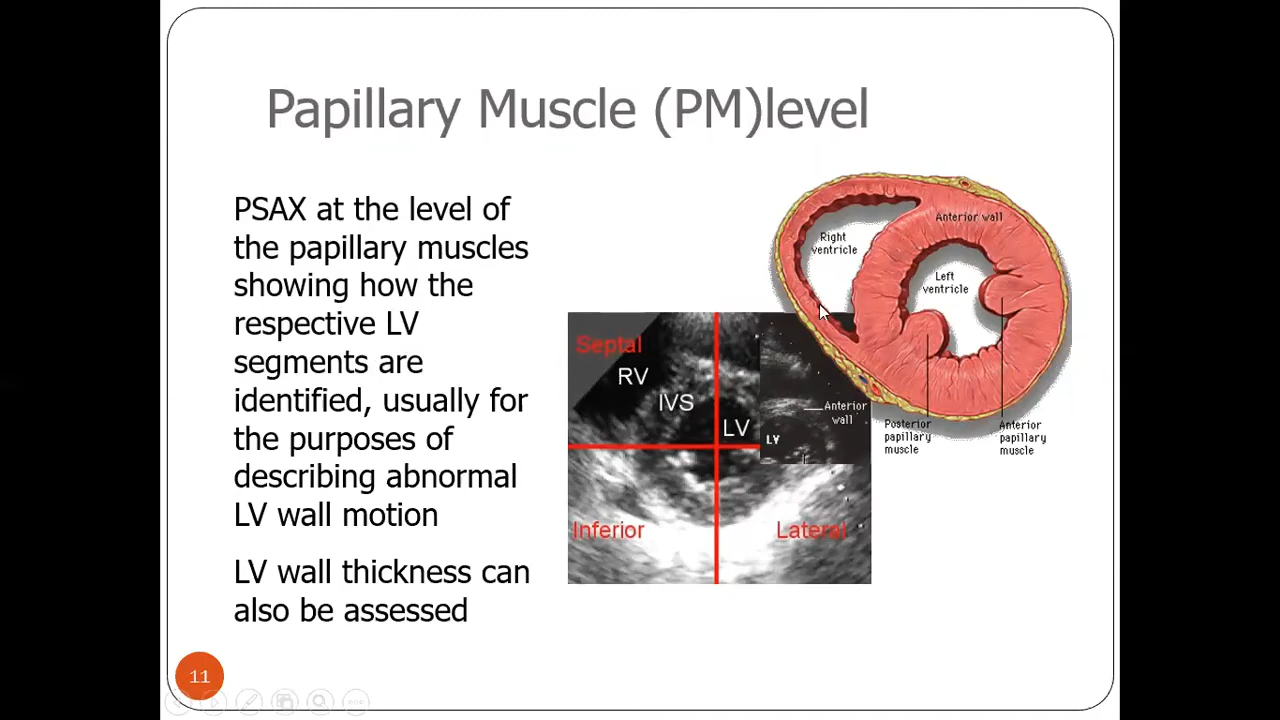 Papillary Muscle (PM)level
PSAX at the level of
the papillary muscles
showing how the
respective LV
segments are
identified, usually for
the purposes of
describing abnormal
LV wall motion
LV wall thickness can
also be assessed
Anterior wall
Right
ventricle
Left
ventricle
Septal
RV
IVS
LV
Anterior
wall
LV
Posterior
papillary
muscle
Anterior
papillary
muscle
Inferior
Lateral
11